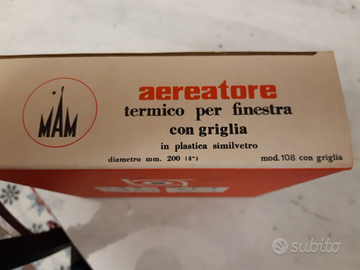 MAM
aereatore
termico per finestra
con griglia
in plastica similvetro
diametro mm. 200 (8")
mod. 108 con griglia
subito